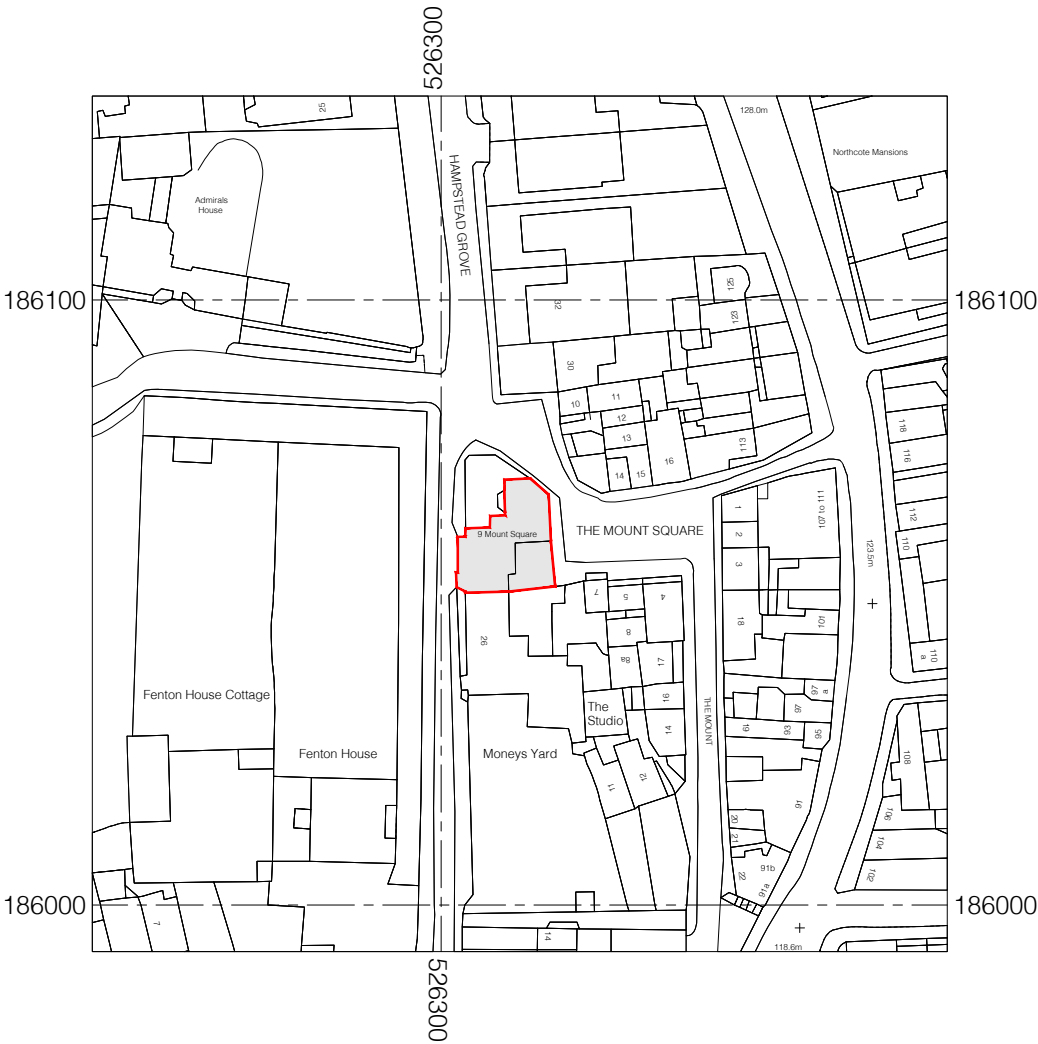 526300
25
128.0m
Northcote Mansions
HAMPSTEAD GROVE
Admirals
House
125
186100
186100
32
123
30
10
11
12
118
13
113
116
16
14
15
1
107 to 111
112
THE MOUNT SQUARE
9 Mount Square
2
110
123.5m
3
7
5
4
18
101
8
26
110
a
8a
17
97
a
Fenton House Cottage
16
THE MOUNT
97
The
Studio
14
19
93
95
Fenton House
Moneys Yard
108
12
11
91
106
20
21
104
91b
22
91a
102
186000
186000
7
14
118.6m
526300